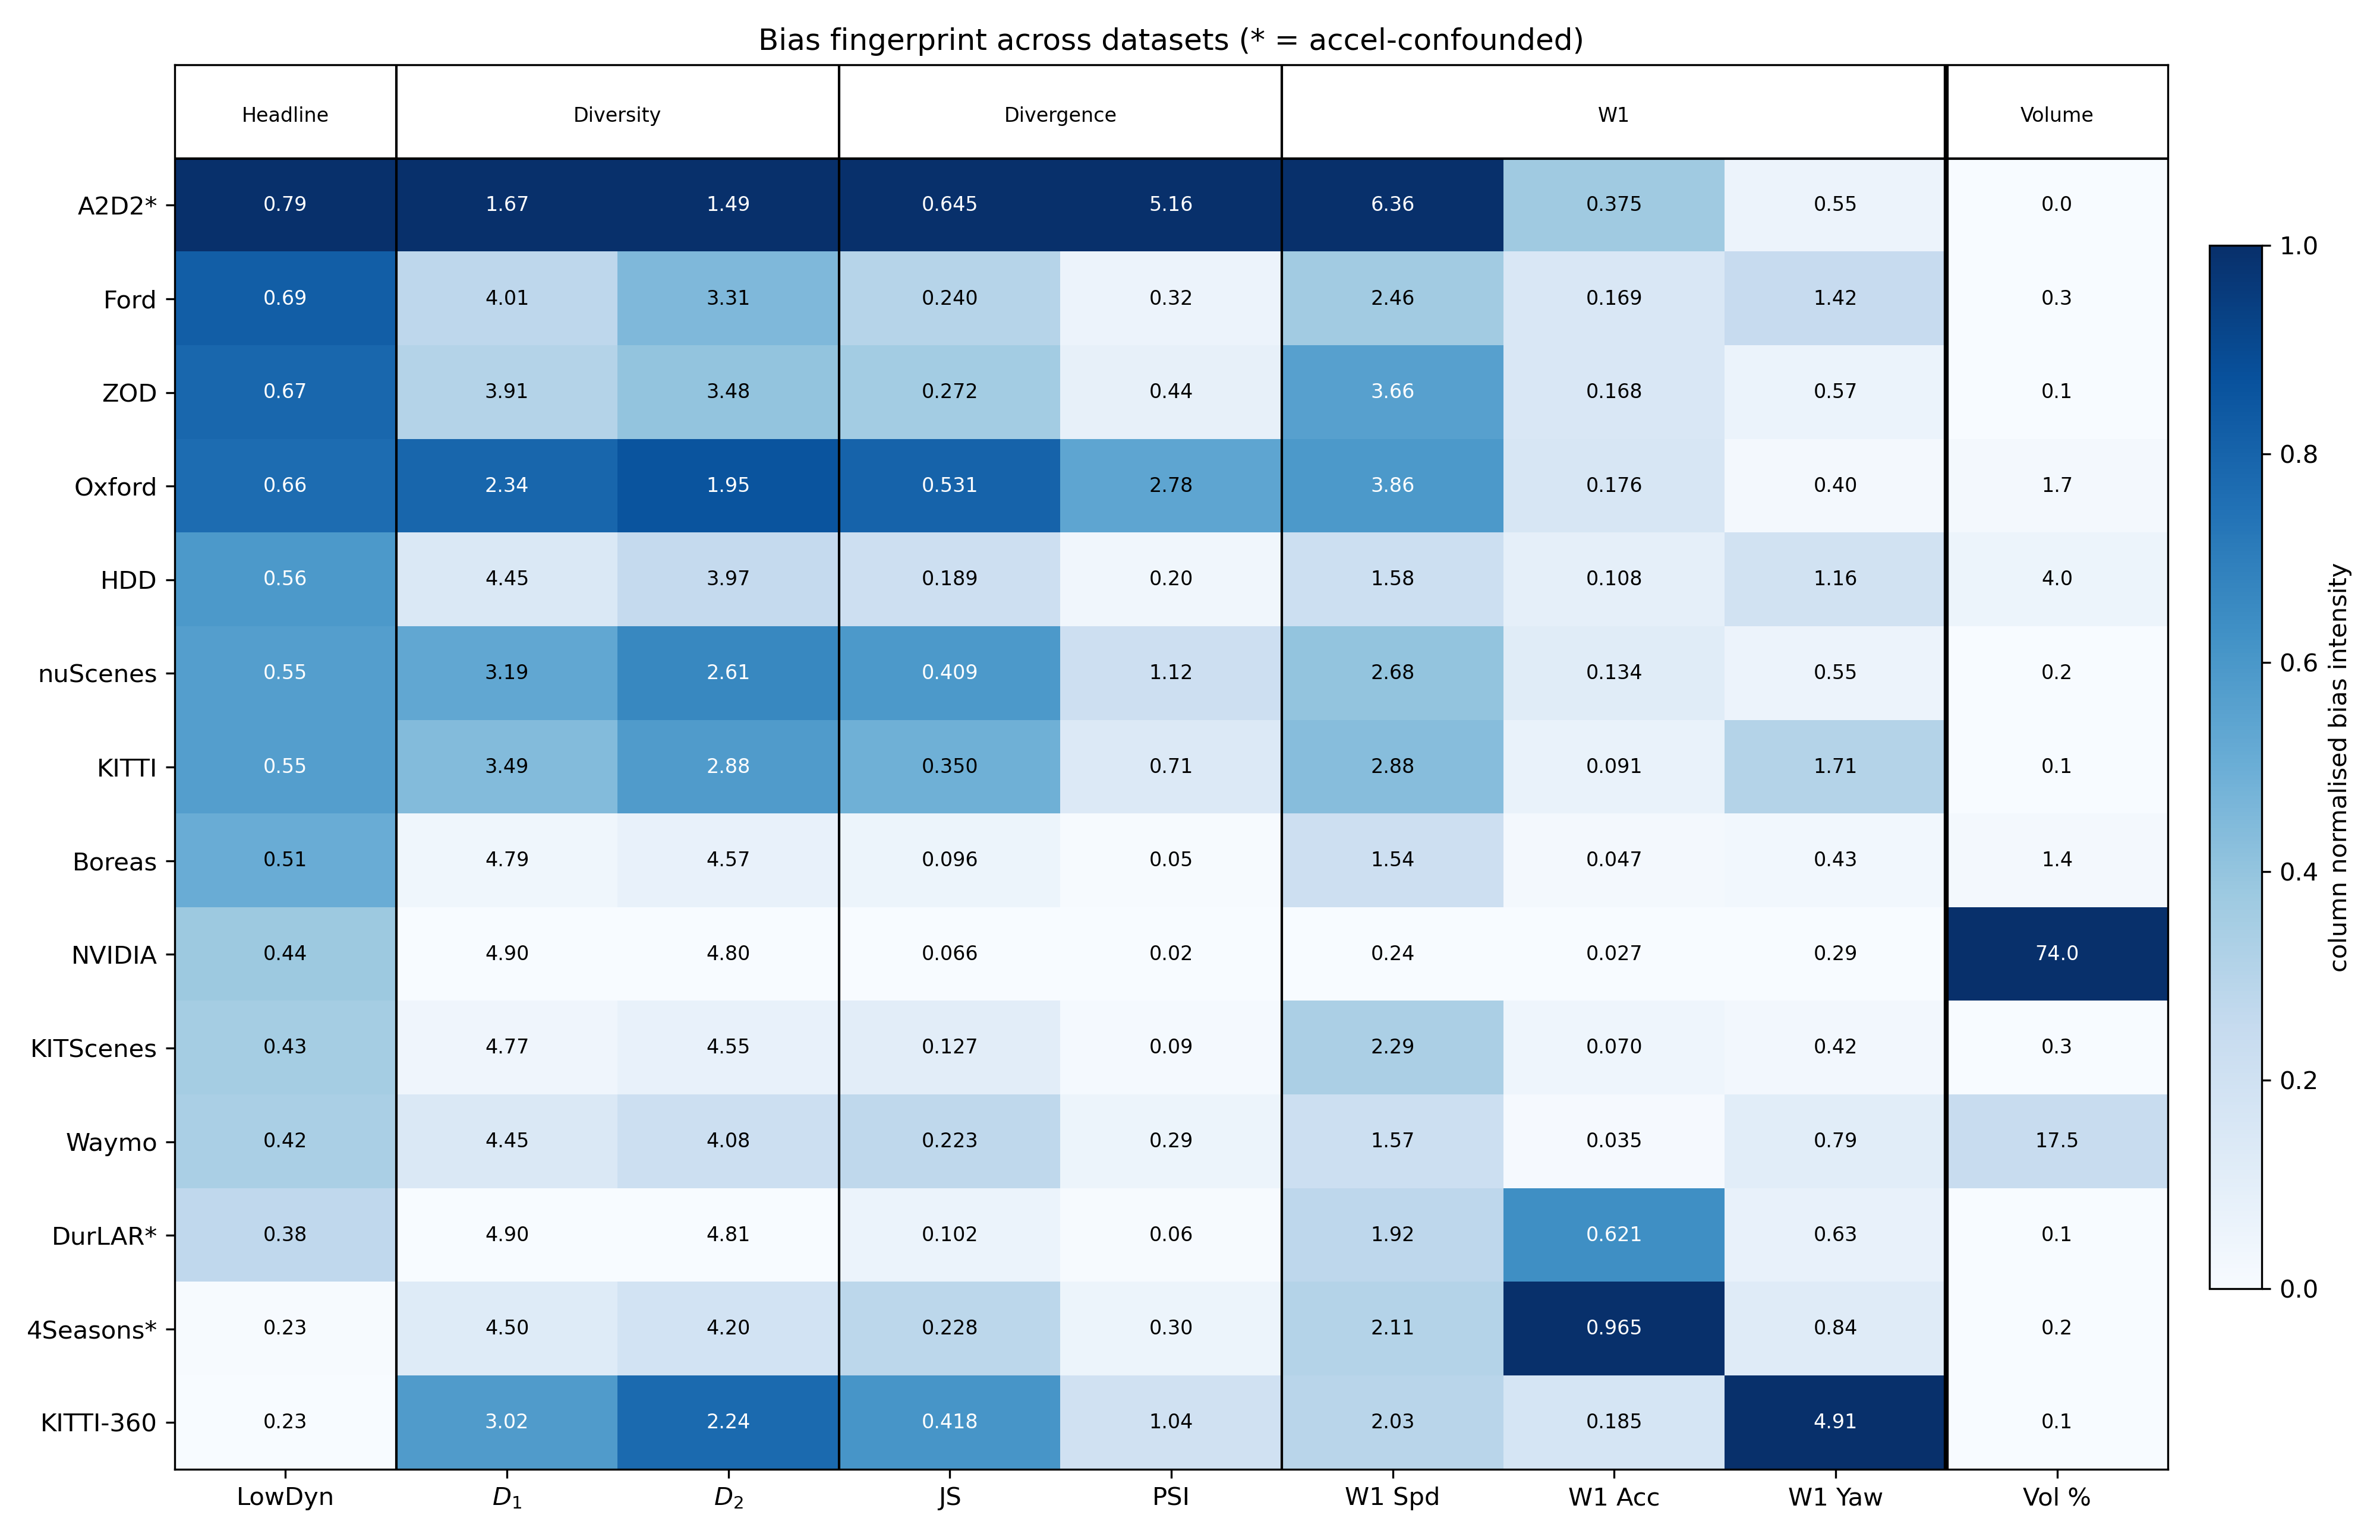 Bias fingerprint across datasets (* = accel-confounded)
Headline Diversity Divergence W1 Volume
A2D2* 0.79 1.67 1.49 0.645 5.16 6.36 0.375 0.55 0.0
Ford 0.69 4.01 3.31 0.240 0.32 2.46 0.169 1.42 0.3
ZOD 0.67 3.91 3.48 0.272 0.44 3.66 0.168 0.57 0.1
Oxford 0.66 2.34 1.95 0.531 2.78 3.86 0.176 0.40 1.7
HDD 0.56 4.45 3.97 0.189 0.20 1.58 0.108 1.16 4.0
nuScenes 0.55 3.19 2.61 0.409 1.12 2.68 0.134 0.55 0.2
KITTI 0.55 3.49 2.88 0.350 0.71 2.88 0.091 1.71 0.1
Boreas 0.51 4.79 4.57 0.096 0.05 1.54 0.047 0.43 1.4
NVIDIA 0.44 4.90 4.80 0.066 0.02 0.24 0.027 0.29 74.0
KITScenes 0.43 4.77 4.55 0.127 0.09 2.29 0.070 0.42 0.3
Waymo 0.42 4.45 4.08 0.223 0.29 1.57 0.035 0.79 17.5
DurLAR* 0.38 4.90 4.81 0.102 0.06 1.92 0.621 0.63 0.1
4Seasons* 0.23 4.50 4.20 0.228 0.30 2.11 0.965 0.84 0.2
KITTI-360 0.23 3.02 2.24 0.418 1.04 2.03 0.185 4.91 0.1
LowDyn D₁ D₂ JS PSI W1 Spd W1 Acc W1 Yaw Vol %
1.0
0.8
0.6
0.4
0.2
0.0
column normalised bias intensity